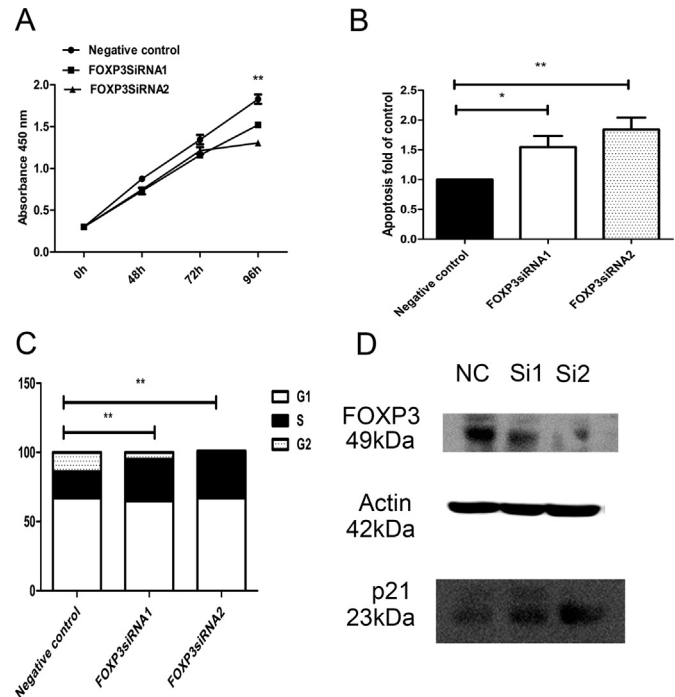 A
Negative control
FOXP3SiRNA1
FOXP3SiRNA2
**
2.0
1.5
1.0
0.5
0.0
Absorbance 450 nm
0h
48h
72h
96h
B
**
*
2.5
2.0
1.5
1.0
0.5
0.0
Apoptosis fold of control
Negative control
FOXP3siRNA1
FOXP3siRNA2
C
**
**
150
100
50
0
G1
S
G2
Negative control
FOXP3siRNA1
FOXP3siRNA2
D
NC Si1 Si2
FOXP3
49kDa
Actin
42kDa
p21
23kDa